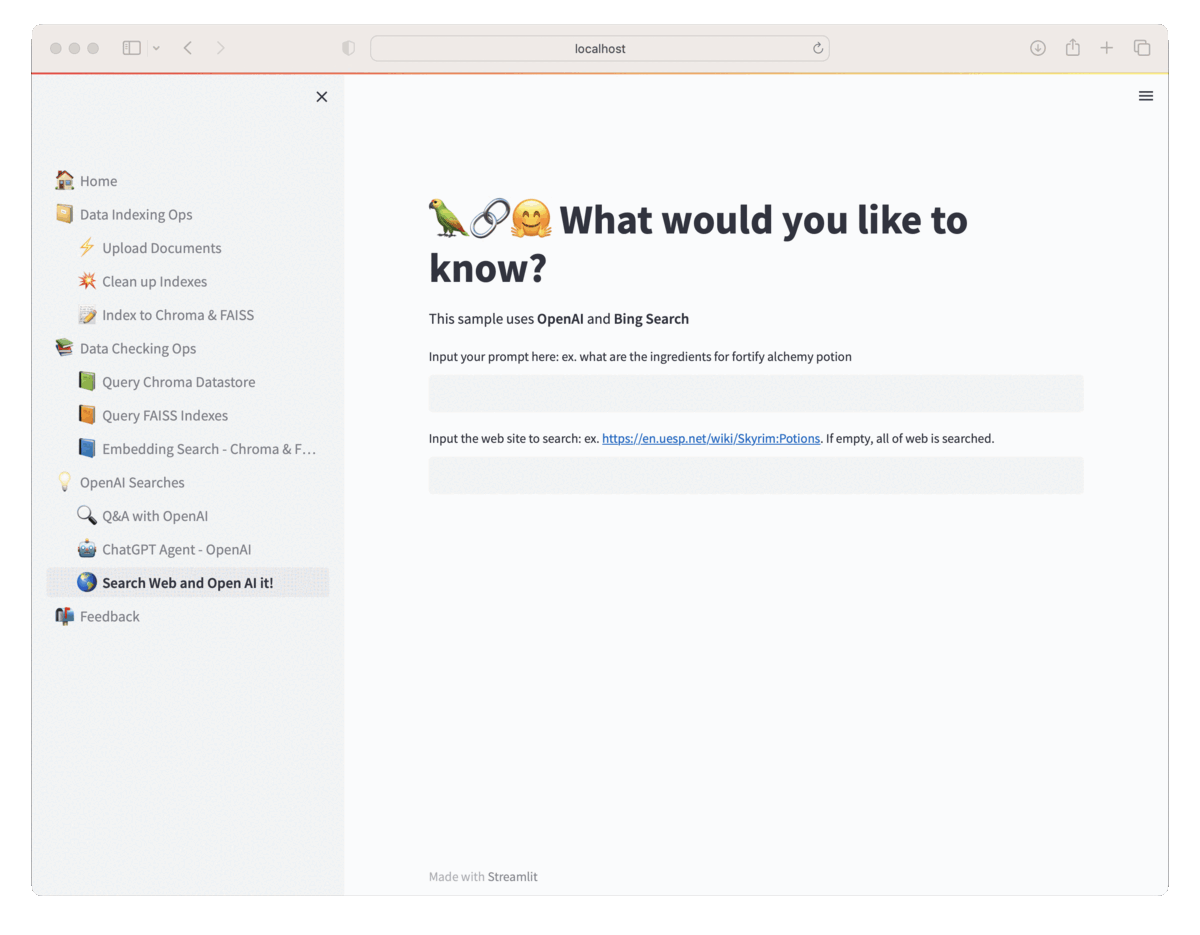 localhost
Home
Data Indexing Ops
Upload Documents
Clean up Indexes
Index to Chroma & FAISS
Data Checking Ops
Query Chroma Datastore
Query FAISS Indexes
Embedding Search - Chroma & F...
OpenAI Searches
Q&A with OpenAI
ChatGPT Agent - OpenAI
Search Web and Open AI it!
Feedback
What would you like to
know?
This sample uses OpenAI and Bing Search
Input your prompt here: ex. what are the ingredients for fortify alchemy potion
Input the web site to search: ex. https://en.uesp.net/wiki/Skyrim:Potions. If empty, all of web is searched.
Made with Streamlit